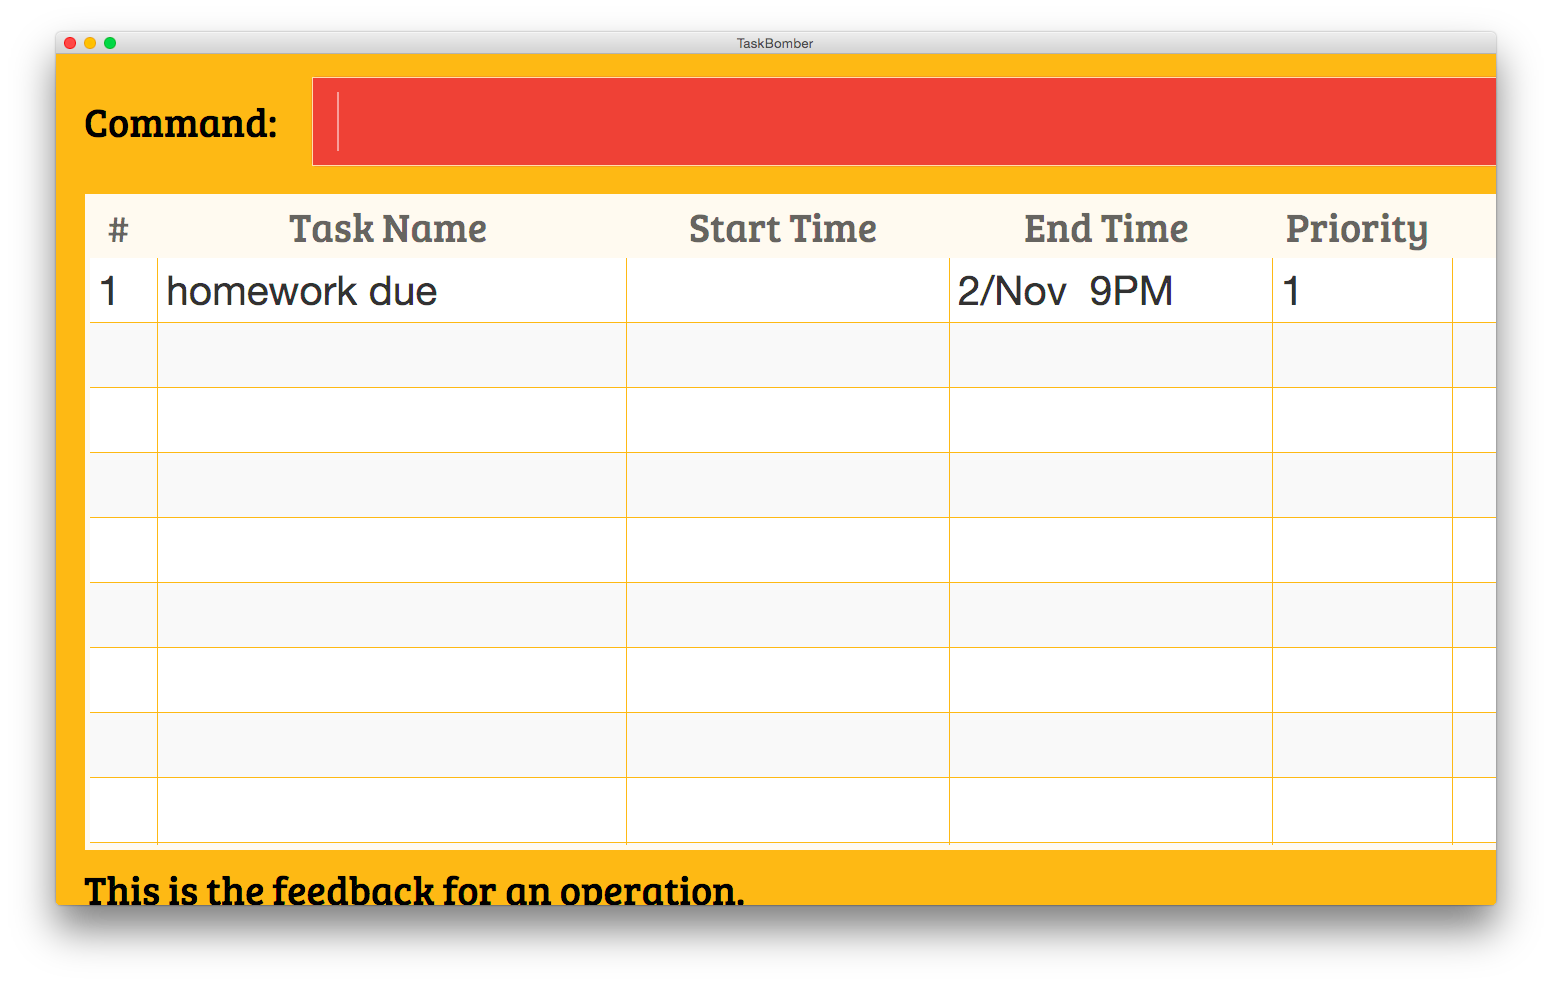 TaskBomber
Command:
# Task Name Start Time End Time Priority
1 homework due 2/Nov 9PM 1
This is the feedback for an operation.